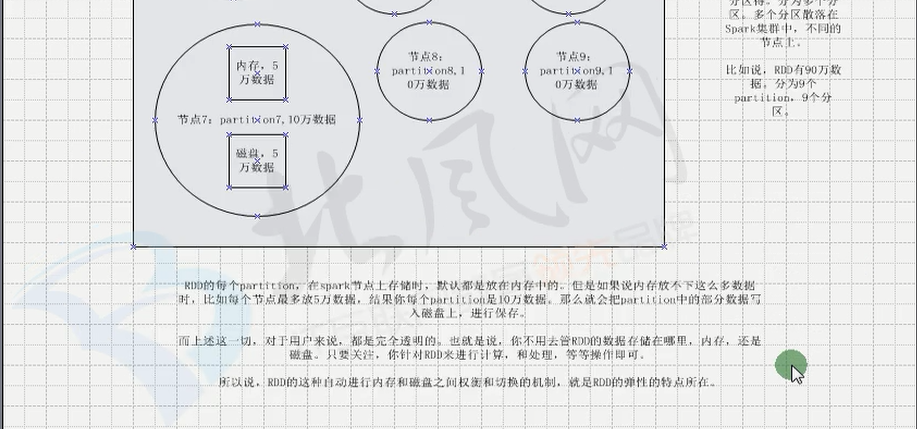 分区得。分为多个分
区。多个分区散落在
Spark集群中，不同的
节点上。
比如说，RDD有90万数
据。分为9个
partition，9个分
区。
内存，5
万数据
节点7：partition7,10万数据
磁盘，5
万数据
节点8：
partition8,1
0万数据
节点9：
partition9,1
0万数据
RDD的每个partition，在spark节点上存储时，默认都是放在内存中的。但是如果说内存放不下这么多数据
时，比如每个节点最多放5万数据，结果你每个partition是10万数据。那么就会把partition中的部分数据写
入磁盘上，进行保存。
而上述这一切，对于用户来说，都是完全透明的。也就是说，你不用去管RDD的数据存储在哪里，内存，还是
磁盘。只要关注，你针对RDD来进行计算，和处理，等等操作即可。
所以说，RDD的这种自动进行内存和磁盘之间权衡和切换的机制，就是RDD的弹性的特点所在。
北风网